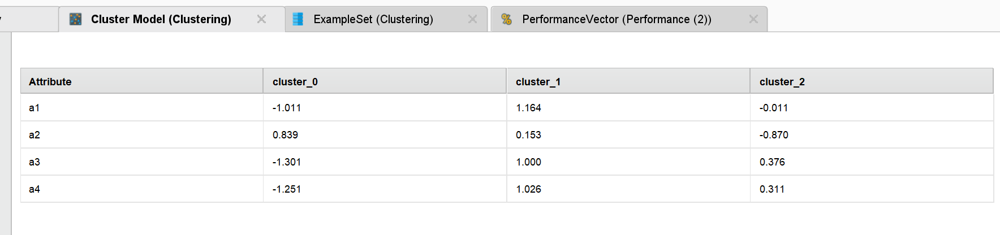 Cluster Model (Clustering) ExampleSet (Clustering) PerformanceVector (Performance (2))
Attribute cluster_0 cluster_1 cluster_2
a1 -1.011 1.164 -0.011
a2 0.839 0.153 -0.870
a3 -1.301 1.000 0.376
a4 -1.251 1.026 0.311